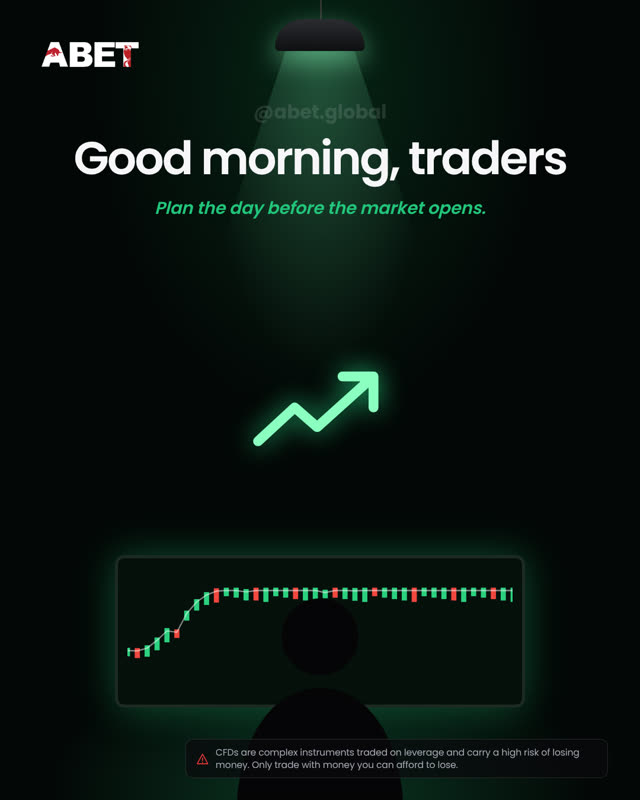 ABET
@abet.global
Good morning, traders
Plan the day before the market opens.
CFDs are complex instruments traded on leverage and carry a high risk of losing
money. Only trade with money you can afford to lose.